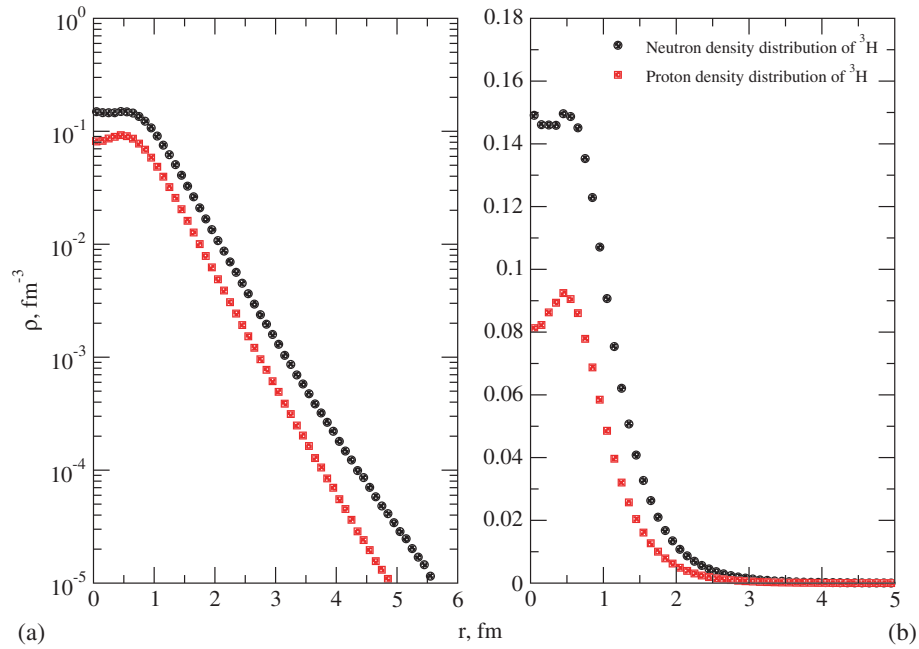 10^0
10^-1
10^-2
10^-3
10^-4
10^-5
ρ, fm^-3
0 1 2 3 4 5 6
(a)
r, fm
0.18
0.16
0.14
0.12
0.1
0.08
0.06
0.04
0.02
0
0 1 2 3 4 5
(b)
Neutron density distribution of ^3H
Proton density distribution of ^3H